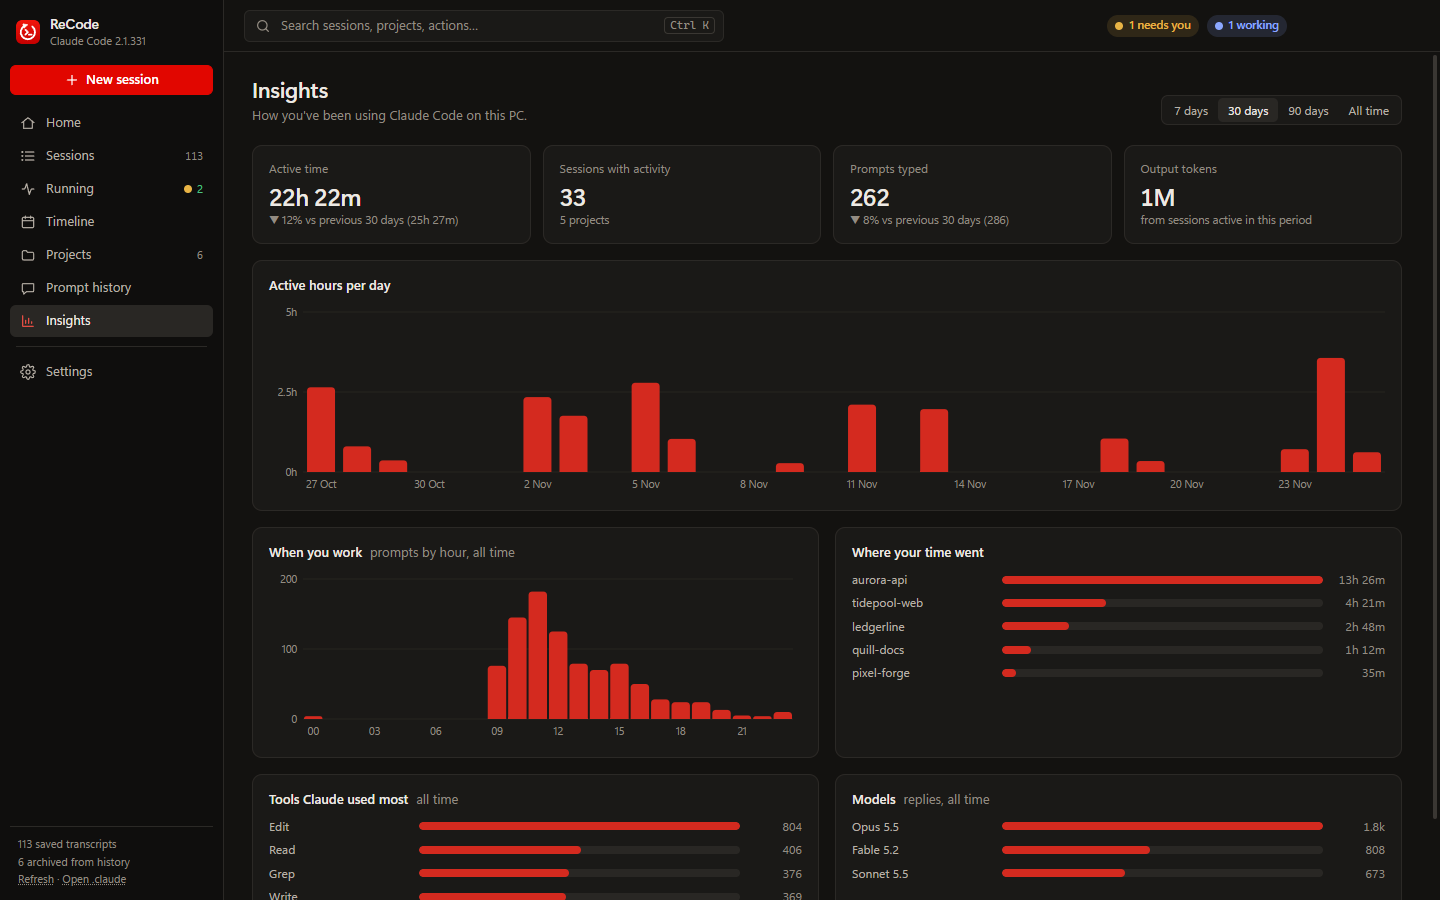 ReCode
Claude Code 2.1.331
New session
Home
Sessions 113
Running 2
Timeline
Projects 6
Prompt history
Insights
Settings
113 saved transcripts
6 archived from history
Refresh · Open .claude
Search sessions, projects, actions... Ctrl K
1 needs you
1 working
Insights
How you've been using Claude Code on this PC.
7 days 30 days 90 days All time
Active time
22h 22m
▼ 12% vs previous 30 days (25h 27m)
Sessions with activity
33
5 projects
Prompts typed
262
▼ 8% vs previous 30 days (286)
Output tokens
1M
from sessions active in this period
Active hours per day
5h
2.5h
0h
27 Oct 30 Oct 2 Nov 5 Nov 8 Nov 11 Nov 14 Nov 17 Nov 20 Nov 23 Nov
When you work prompts by hour, all time
200
100
0
00 03 06 09 12 15 18 21
Where your time went
aurora-api 13h 26m
tidepool-web 4h 21m
ledgerline 2h 48m
quill-docs 1h 12m
pixel-forge 35m
Tools Claude used most all time
Edit 804
Read 406
Grep 376
Write 369
Models replies, all time
Opus 5.5 1.8k
Fable 5.2 808
Sonnet 5.5 673